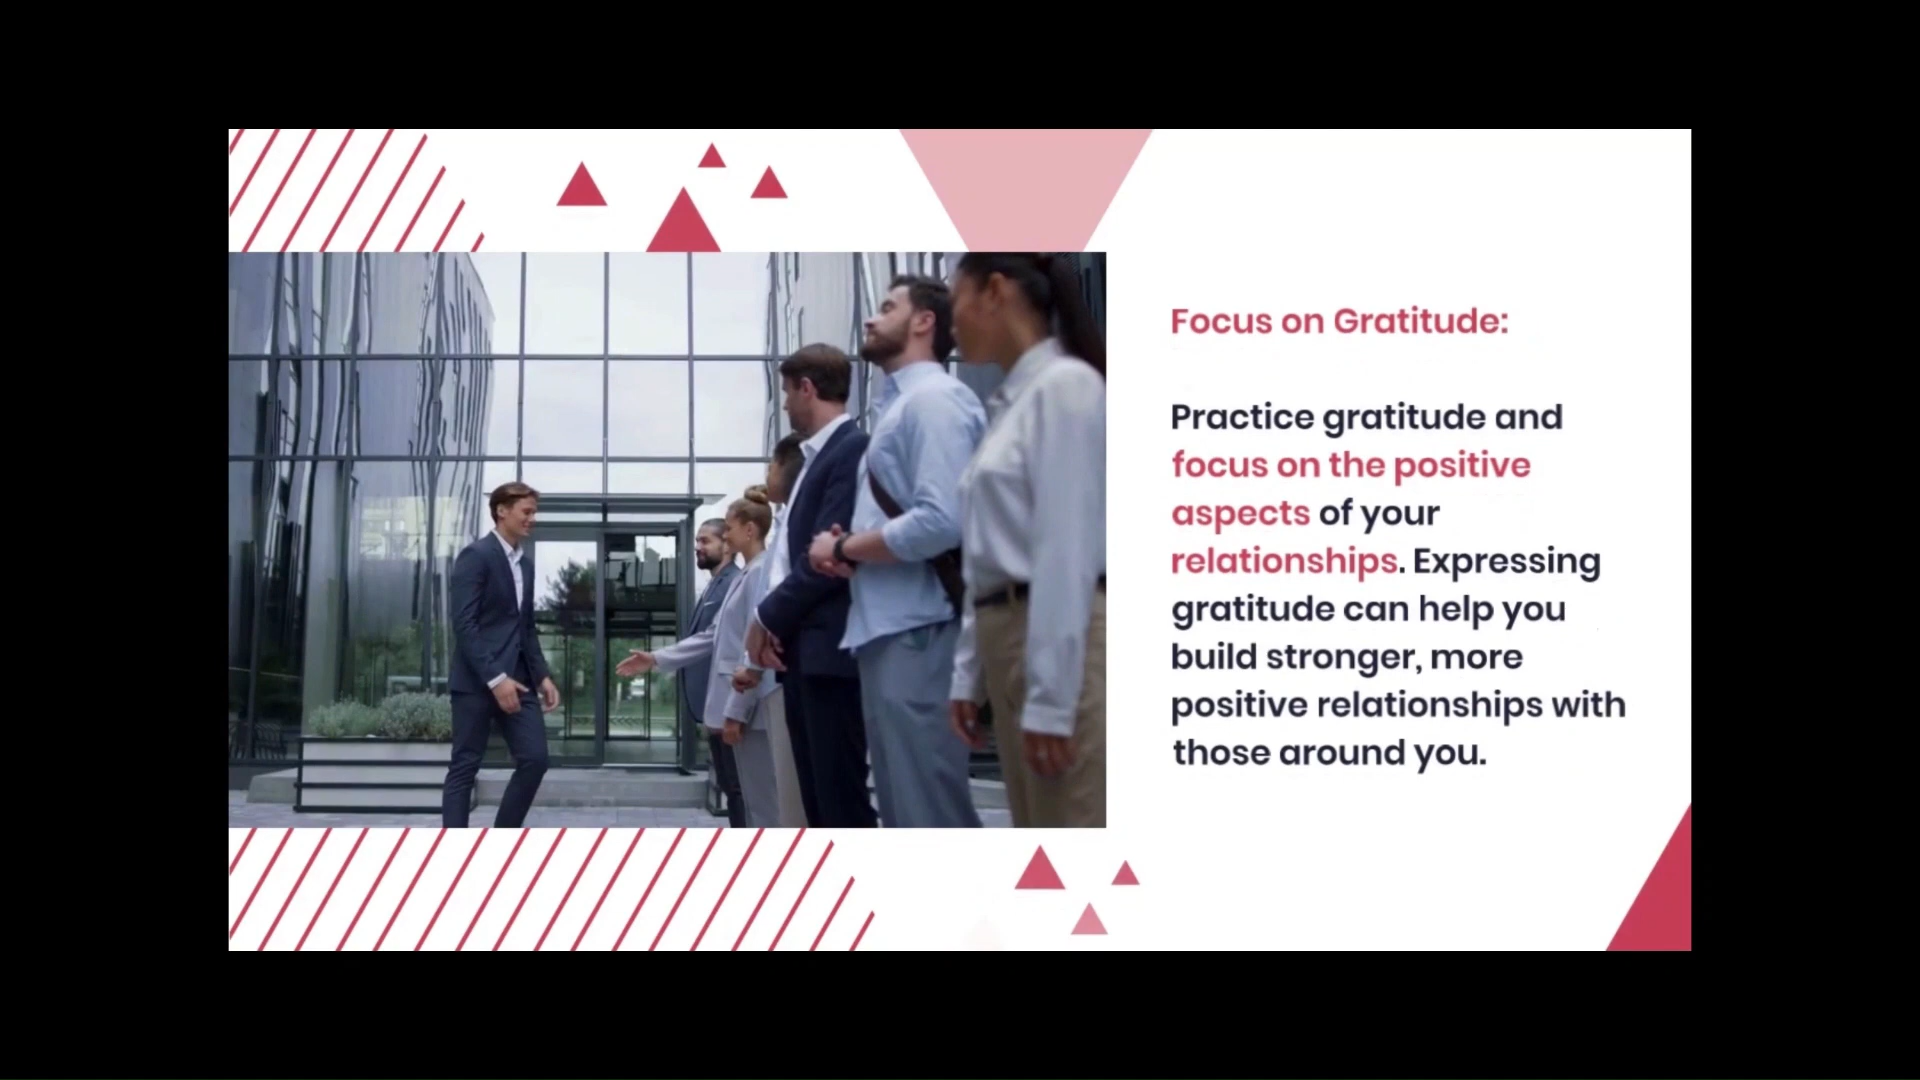 Focus on Gratitude:
Practice gratitude and
focus on the positive
aspects of your
relationships. Expressing
gratitude can help you
build stronger, more
positive relationships with
those around you.